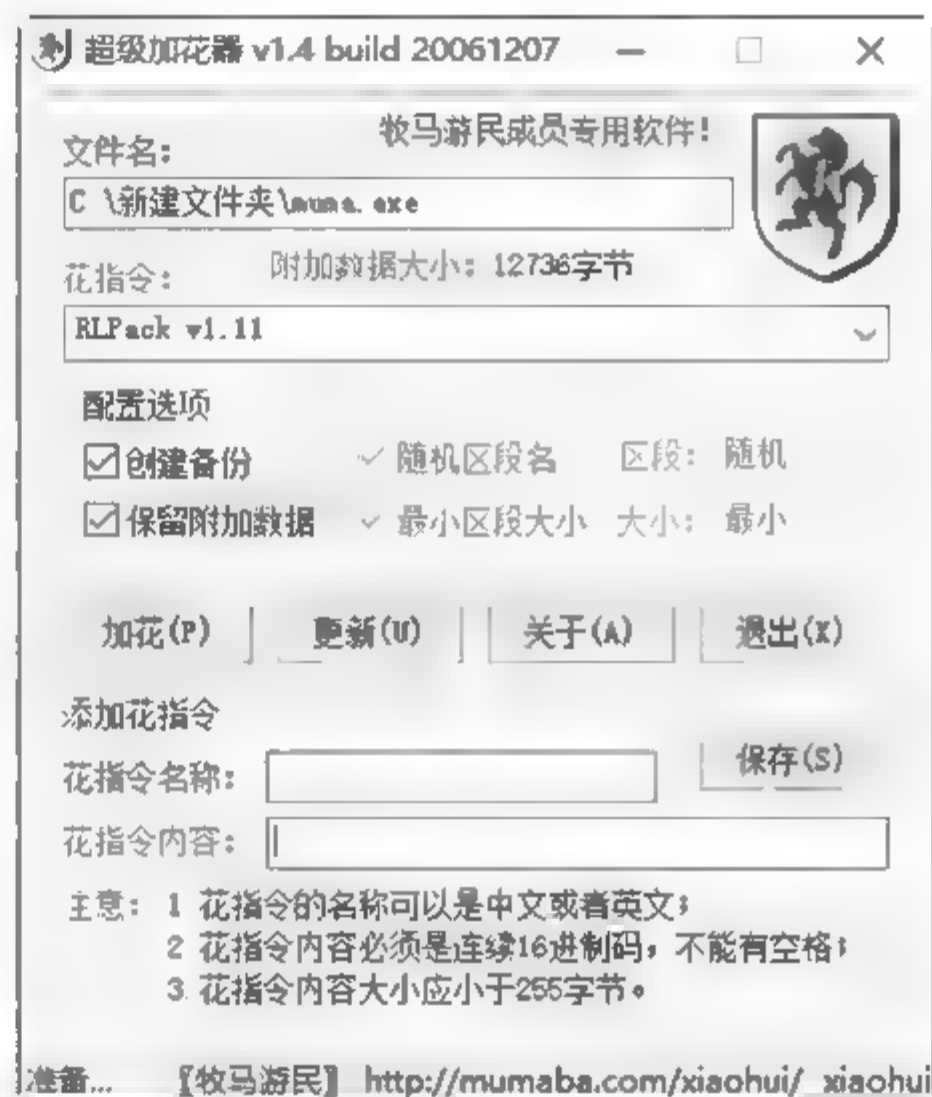 超级加花器 v1.4 build 20061207
牧马游民成员专用软件!
文件名:
C \新建文件夹\muma.exe
花指令: 附加数据大小: 12736字节
RLPack v1.11
配置选项
创建备份 随机区段名 区段: 随机
保留附加数据 最小区段大小 大小: 最小
加花(P) 更新(U) 关于(A) 退出(X)
添加花指令
花指令名称: 保存(S)
花指令内容:
主意: 1 花指令的名称可以是中文或者英文;
2 花指令内容必须是连续16进制码,不能有空格;
3. 花指令内容大小应小于255字节。
准备... 【牧马游民】 http://mumaba.com/xiaohui/ xiaohui